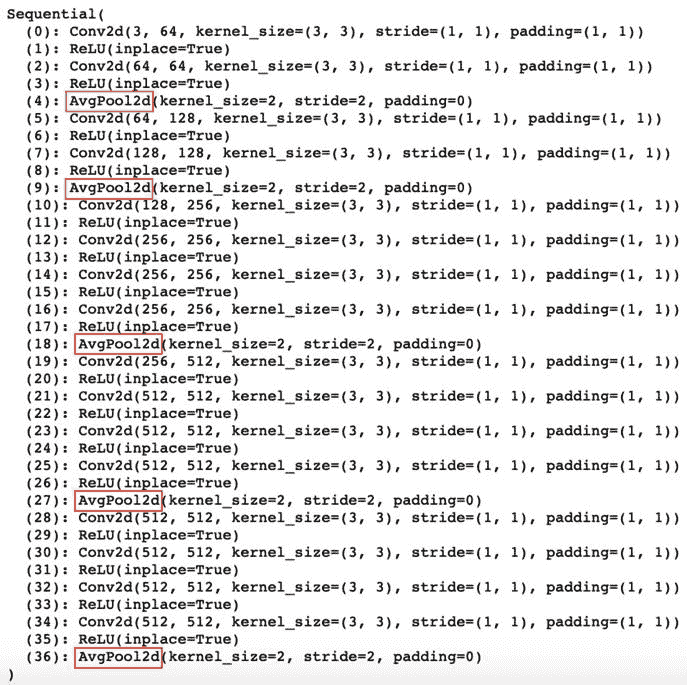 Sequential(
(0): Conv2d(3, 64, kernel_size=(3, 3), stride=(1, 1), padding=(1, 1))
(1): ReLU(inplace=True)
(2): Conv2d(64, 64, kernel_size=(3, 3), stride=(1, 1), padding=(1, 1))
(3): ReLU(inplace=True)
(4): AvgPool2d(kernel_size=2, stride=2, padding=0)
(5): Conv2d(64, 128, kernel_size=(3, 3), stride=(1, 1), padding=(1, 1))
(6): ReLU(inplace=True)
(7): Conv2d(128, 128, kernel_size=(3, 3), stride=(1, 1), padding=(1, 1))
(8): ReLU(inplace=True)
(9): AvgPool2d(kernel_size=2, stride=2, padding=0)
(10): Conv2d(128, 256, kernel_size=(3, 3), stride=(1, 1), padding=(1, 1))
(11): ReLU(inplace=True)
(12): Conv2d(256, 256, kernel_size=(3, 3), stride=(1, 1), padding=(1, 1))
(13): ReLU(inplace=True)
(14): Conv2d(256, 256, kernel_size=(3, 3), stride=(1, 1), padding=(1, 1))
(15): ReLU(inplace=True)
(16): Conv2d(256, 256, kernel_size=(3, 3), stride=(1, 1), padding=(1, 1))
(17): ReLU(inplace=True)
(18): AvgPool2d(kernel_size=2, stride=2, padding=0)
(19): Conv2d(256, 512, kernel_size=(3, 3), stride=(1, 1), padding=(1, 1))
(20): ReLU(inplace=True)
(21): Conv2d(512, 512, kernel_size=(3, 3), stride=(1, 1), padding=(1, 1))
(22): ReLU(inplace=True)
(23): Conv2d(512, 512, kernel_size=(3, 3), stride=(1, 1), padding=(1, 1))
(24): ReLU(inplace=True)
(25): Conv2d(512, 512, kernel_size=(3, 3), stride=(1, 1), padding=(1, 1))
(26): ReLU(inplace=True)
(27): AvgPool2d(kernel_size=2, stride=2, padding=0)
(28): Conv2d(512, 512, kernel_size=(3, 3), stride=(1, 1), padding=(1, 1))
(29): ReLU(inplace=True)
(30): Conv2d(512, 512, kernel_size=(3, 3), stride=(1, 1), padding=(1, 1))
(31): ReLU(inplace=True)
(32): Conv2d(512, 512, kernel_size=(3, 3), stride=(1, 1), padding=(1, 1))
(33): ReLU(inplace=True)
(34): Conv2d(512, 512, kernel_size=(3, 3), stride=(1, 1), padding=(1, 1))
(35): ReLU(inplace=True)
(36): AvgPool2d(kernel_size=2, stride=2, padding=0)
)